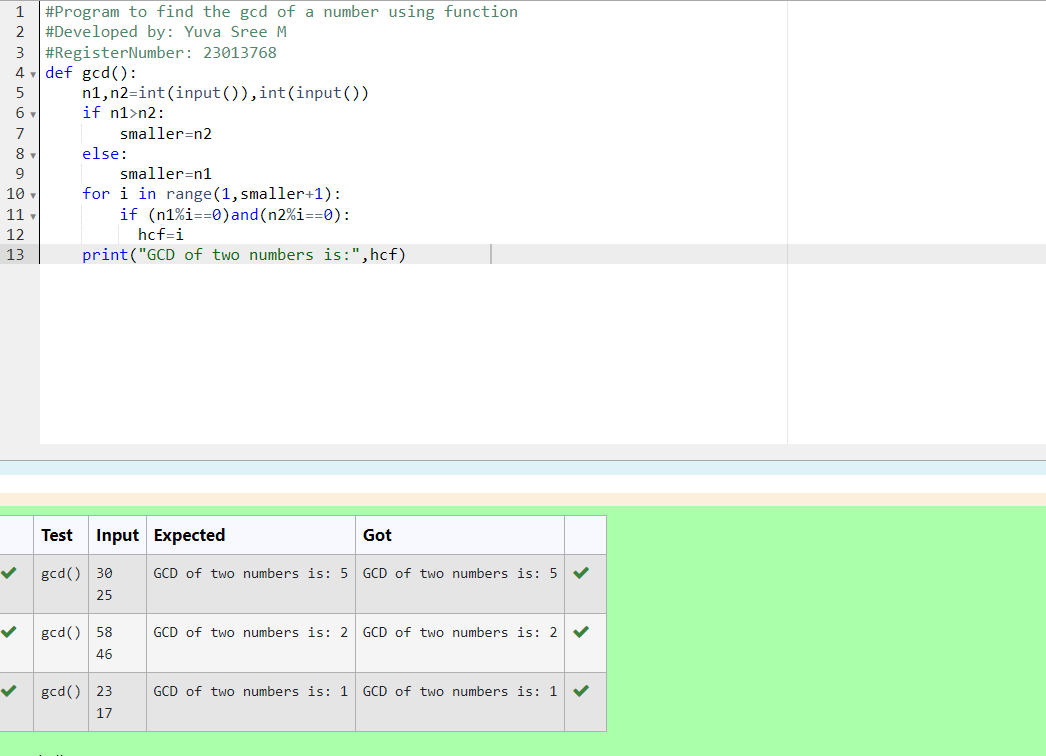 1 #Program to find the gcd of a number using function
2 #Developed by: Yuva Sree M
3 #RegisterNumber: 23013768
4 def gcd():
5     n1,n2=int(input()),int(input())
6     if n1>n2:
7         smaller=n2
8     else:
9         smaller=n1
10     for i in range(1,smaller+1):
11         if (n1%i==0)and(n2%i==0):
12           hcf=i
13     print("GCD of two numbers is:",hcf)
Test Input Expected Got
gcd() 30 GCD of two numbers is: 5 GCD of two numbers is: 5
25
gcd() 58 GCD of two numbers is: 2 GCD of two numbers is: 2
46
gcd() 23 GCD of two numbers is: 1 GCD of two numbers is: 1
17